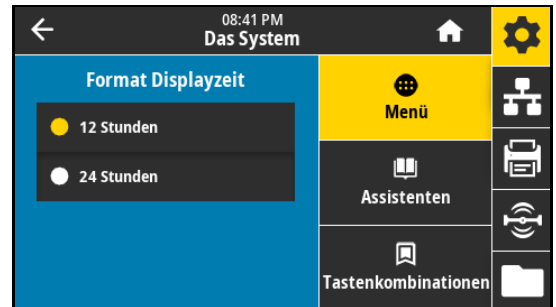 08:41 PM
Das System
Format Displayzeit
12 Stunden
24 Stunden
Menü
Assistenten
Tastenkombinationen